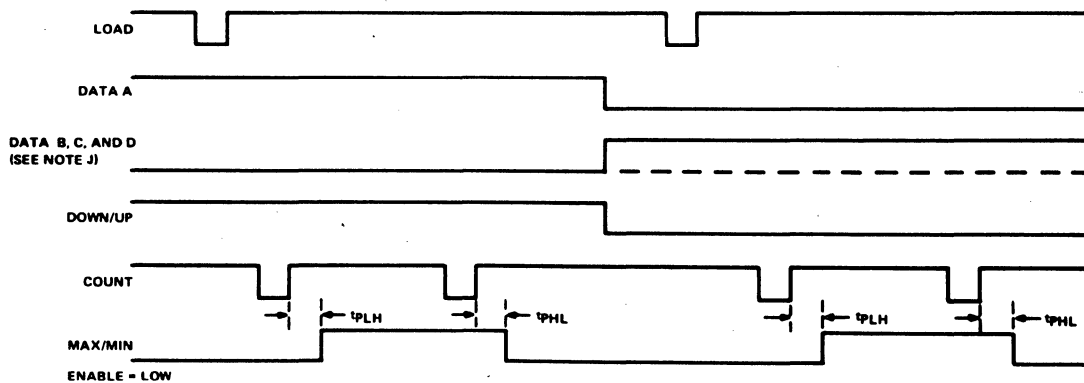 LOAD
DATA A
DATA B, C, AND D
(SEE NOTE J)
DOWN/UP
COUNT
tPLH
tPHL
tPLH
tPHL
MAX/MIN
ENABLE = LOW